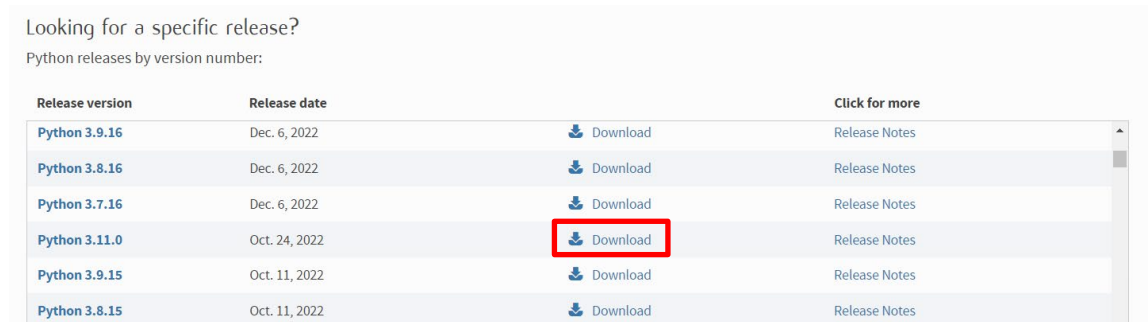 Looking for a specific release?
Python releases by version number:
Release version Release date Click for more
Python 3.9.16 Dec. 6, 2022 Download Release Notes
Python 3.8.16 Dec. 6, 2022 Download Release Notes
Python 3.7.16 Dec. 6, 2022 Download Release Notes
Python 3.11.0 Oct. 24, 2022 Download Release Notes
Python 3.9.15 Oct. 11, 2022 Download Release Notes
Python 3.8.15 Oct. 11, 2022 Download Release Notes